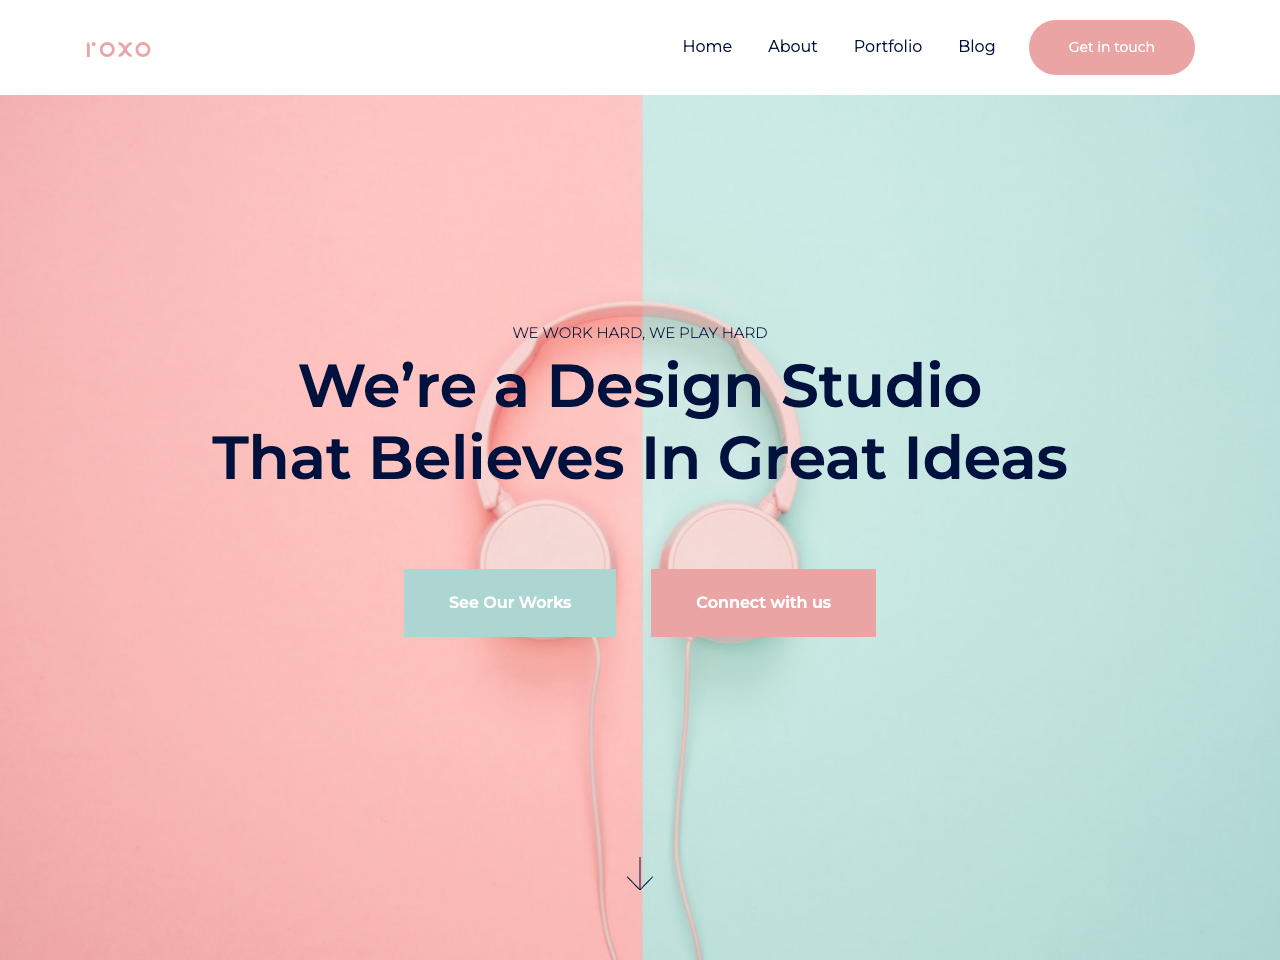 roxo
Home
About
Portfolio
Blog
Get in touch
WE WORK HARD, WE PLAY HARD
We’re a Design Studio
That Believes In Great Ideas
See Our Works
Connect with us